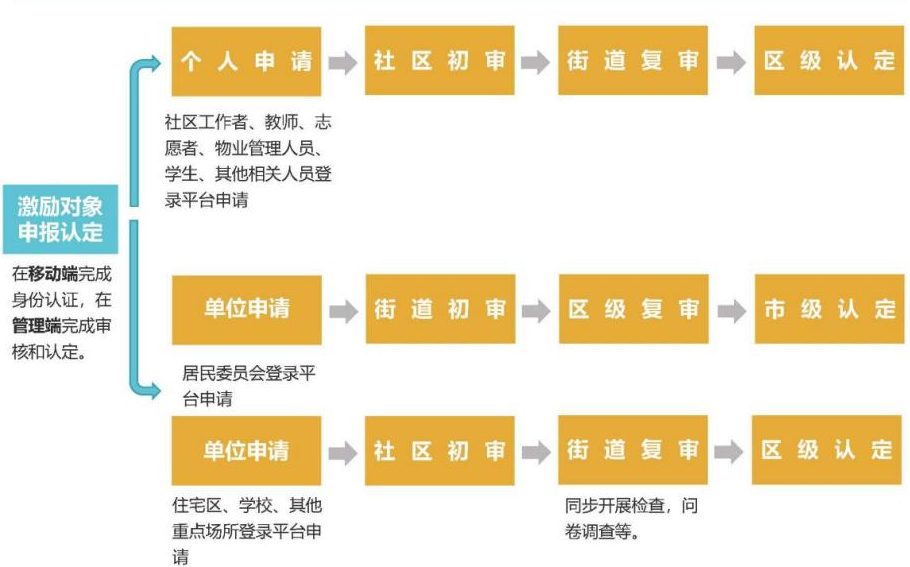 个人申请
社区初审
街道复审
区级认定
社区工作者、教师、志
愿者、物业管理人员、
学生、其他相关人员登
录平台申请
激励对象
申报认定
在移动端完成
身份认证，在
管理端完成审
核和认定。
单位申请
街道初审
区级复审
市级认定
居民委员会登录平
台申请
单位申请
社区初审
街道复审
区级认定
住宅区、学校、其他
重点场所登录平台申
请
同步开展检查，问
卷调查等。